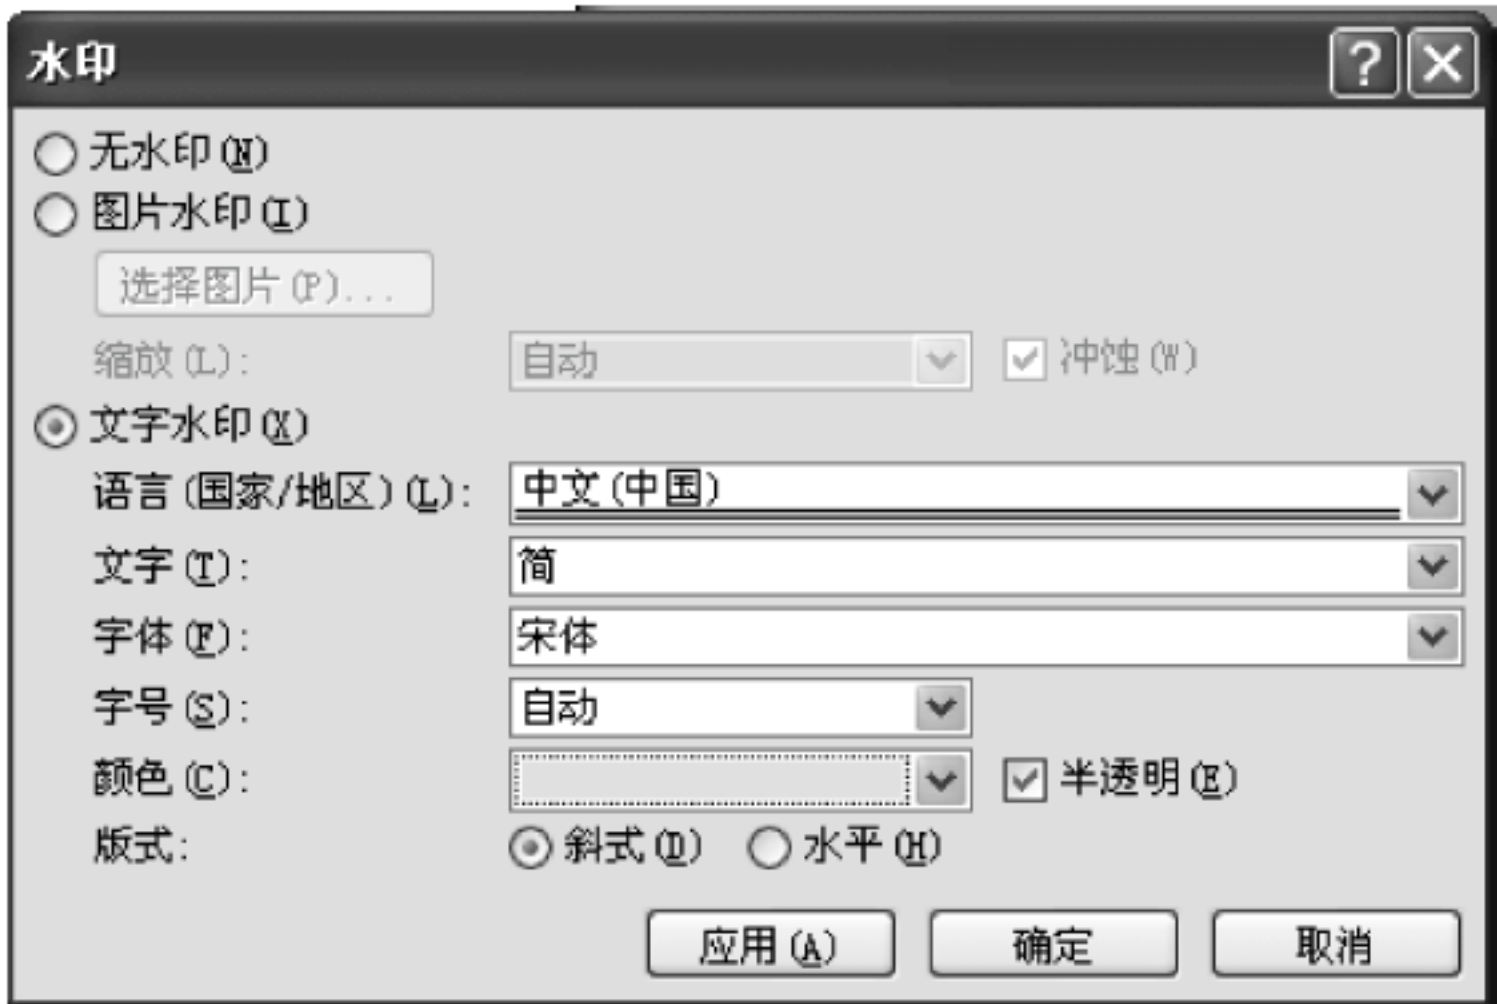 水印
无水印(N)
图片水印(I)
选择图片(P)...
缩放(L): 自动 冲蚀(W)
文字水印(X)
语言(国家/地区)(L): 中文(中国)
文字(T): 简
字体(F): 宋体
字号(S): 自动
颜色(C): 半透明(E)
版式: 斜式(D) 水平(H)
应用(A) 确定 取消